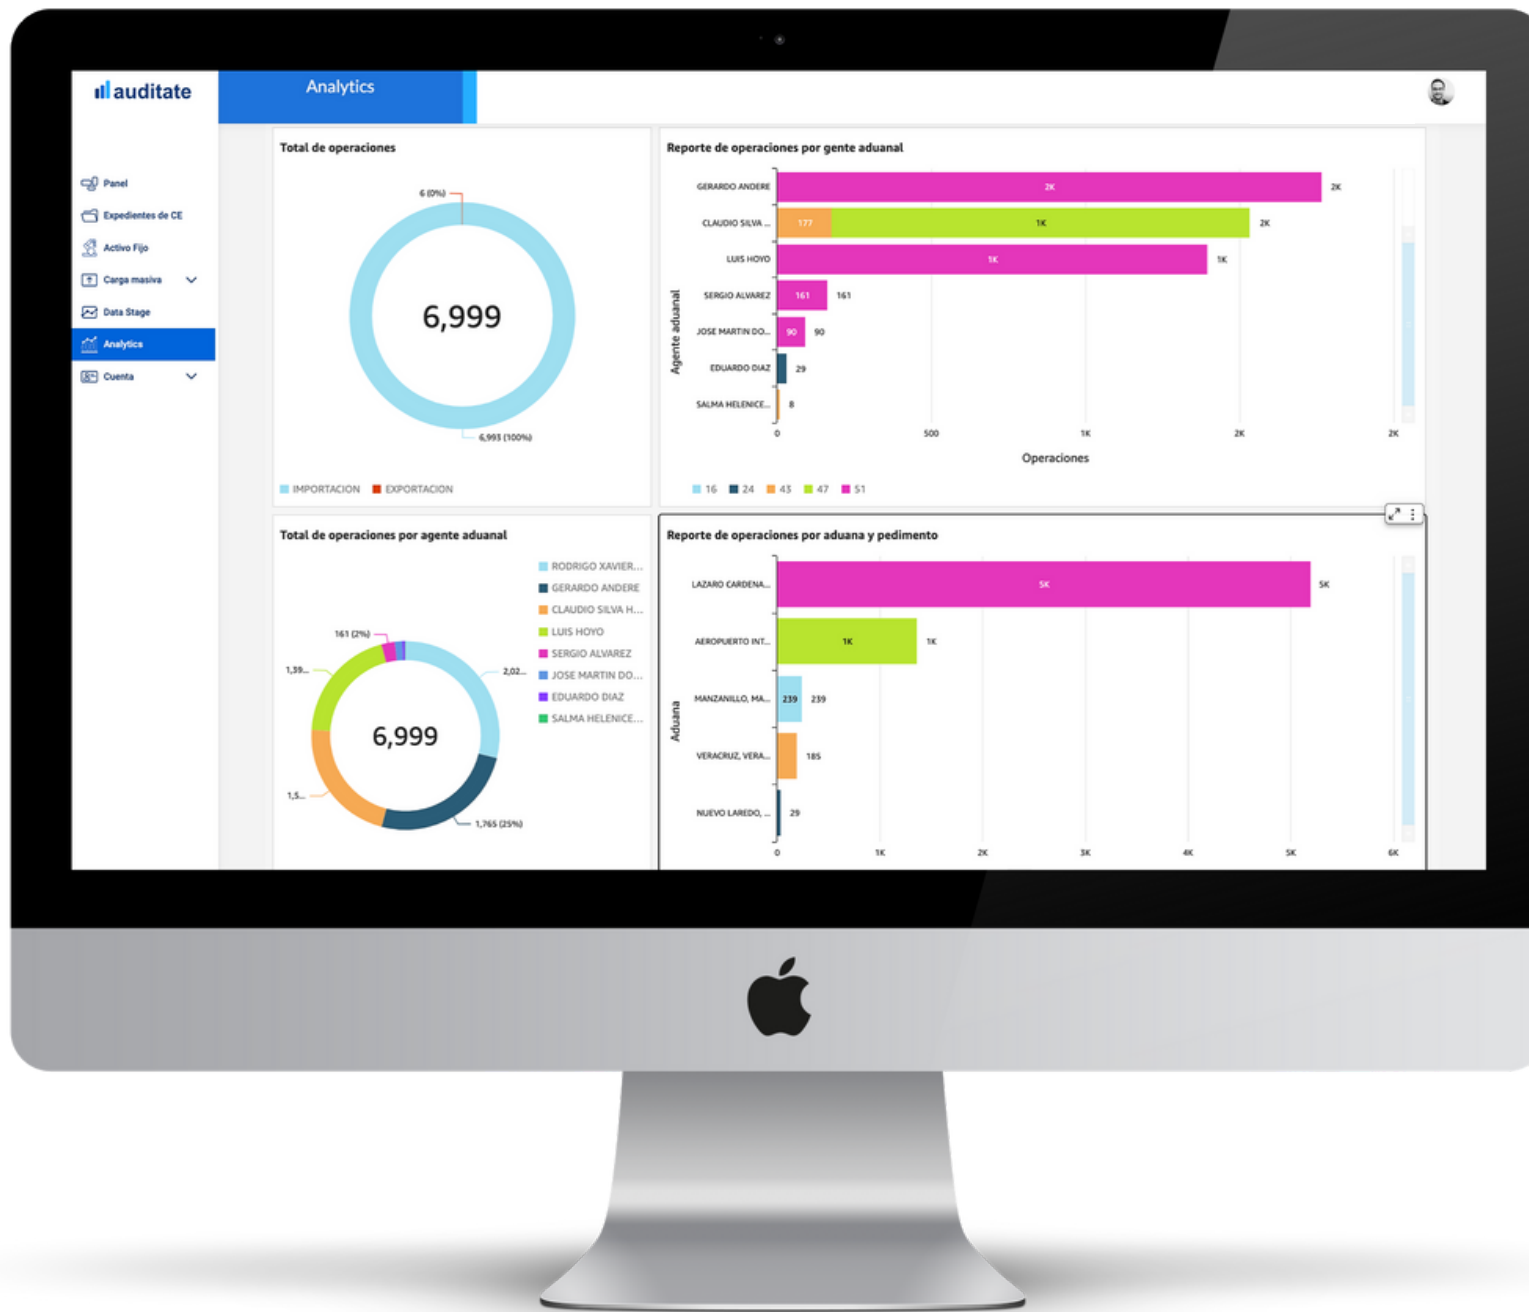 auditate
Analytics
Panel
Expedientes de CE
Activo Fijo
Carga masiva
Data Stage
Analytics
Cuenta
Total de operaciones
6 (0%)
6,999
6,993 (100%)
IMPORTACION EXPORTACION
Reporte de operaciones por gente aduanal
Agente aduanal
GERARDO ANDERE 2K 2K
CLAUDIO SILVA ... 177 1K 2K
LUIS HOYO 1K 1K
SERGIO ALVAREZ 161 161
JOSE MARTIN DO... 90 90
EDUARDO DIAZ 29
SALMA HELENICE... 8
0 500 1K 2K 2K
Operaciones
16 24 43 47 51
Total de operaciones por agente aduanal
RODRIGO XAVIER...
GERARDO ANDERE
CLAUDIO SILVA H...
LUIS HOYO
SERGIO ALVAREZ
JOSE MARTIN DO...
EDUARDO DIAZ
SALMA HELENICE...
161 (2%)
1,39...
2,02...
6,999
1,5...
1,765 (25%)
Reporte de operaciones por aduana y pedimento
Aduana
LAZARO CARDENA... 5K 5K
AEROPUERTO INT... 1K 1K
MANZANILLO, MA... 239 239
VERACRUZ, VERA... 185
NUEVO LAREDO, ... 29
0 1K 2K 3K 4K 5K 6K